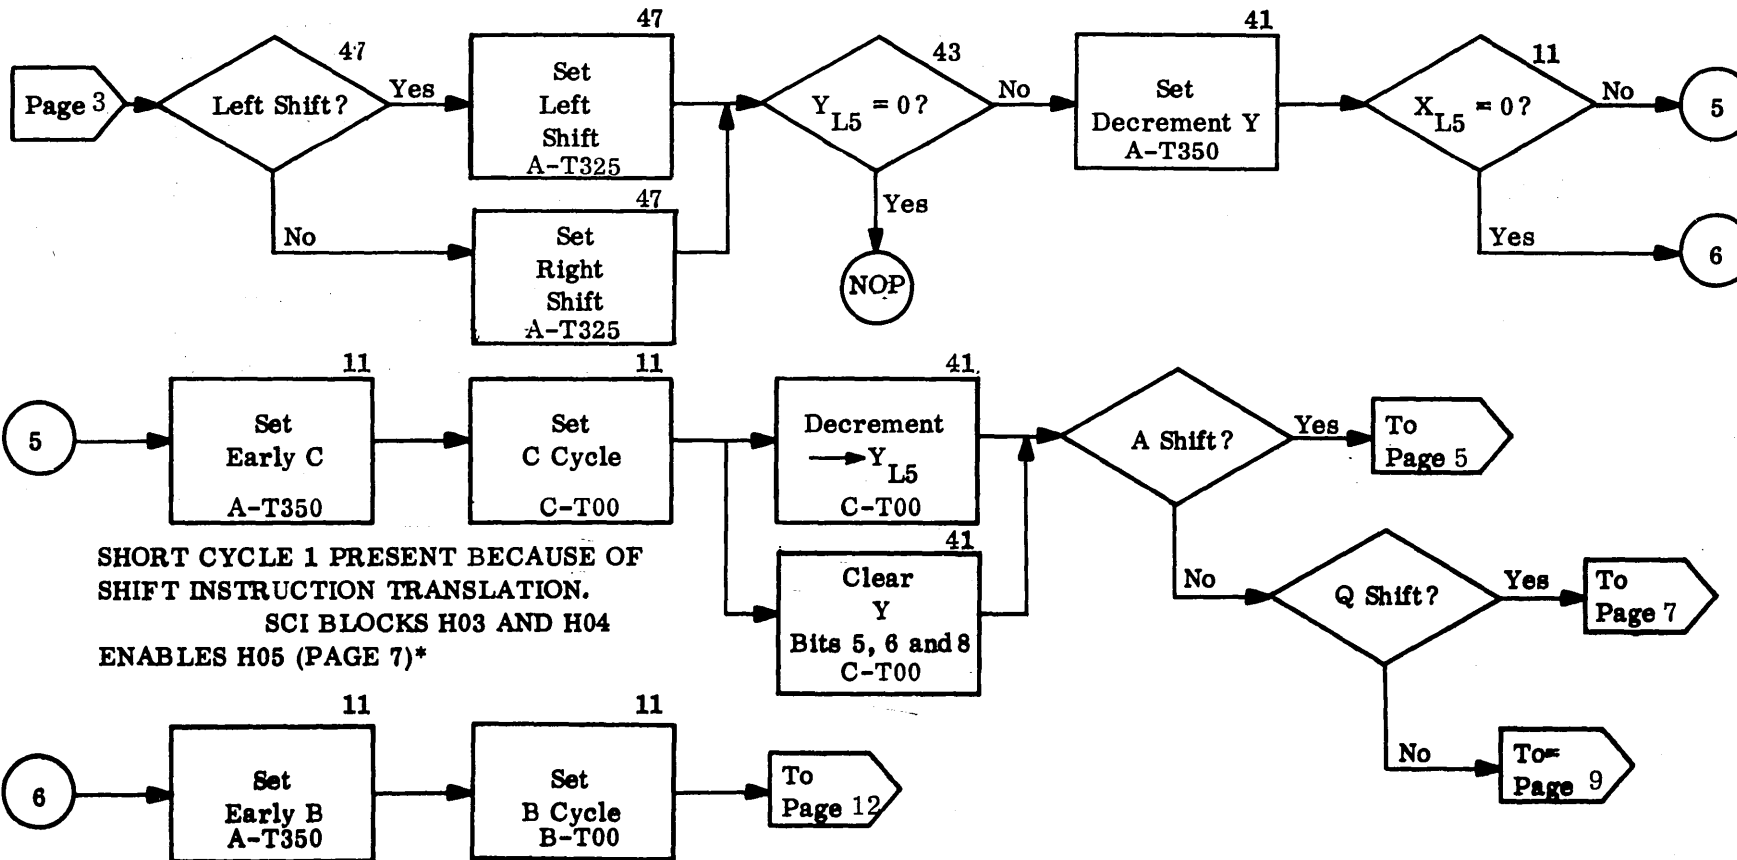 Page 3
47
Left Shift?
Yes
No
47
Set
Left
Shift
A-T325
47
Set
Right
Shift
A-T325
43
Y L5 = 0?
No
Yes
NOP
41
Set
Decrement Y
A-T350
11
X L5 = 0?
No
Yes
5
6
5
11
Set
Early C
A-T350
11
Set
C Cycle
C-T00
41
Decrement
→ Y L5
C-T00
41
Clear
Y
Bits 5, 6 and 8
C-T00
A Shift?
Yes
To
Page 5
No
Q Shift?
Yes
To
Page 7
No
To=
Page 9
SHORT CYCLE 1 PRESENT BECAUSE OF
SHIFT INSTRUCTION TRANSLATION.
SCI BLOCKS H03 AND H04
ENABLES H05 (PAGE 7)*
6
11
Set
Early B
A-T350
11
Set
B Cycle
B-T00
To
Page 12